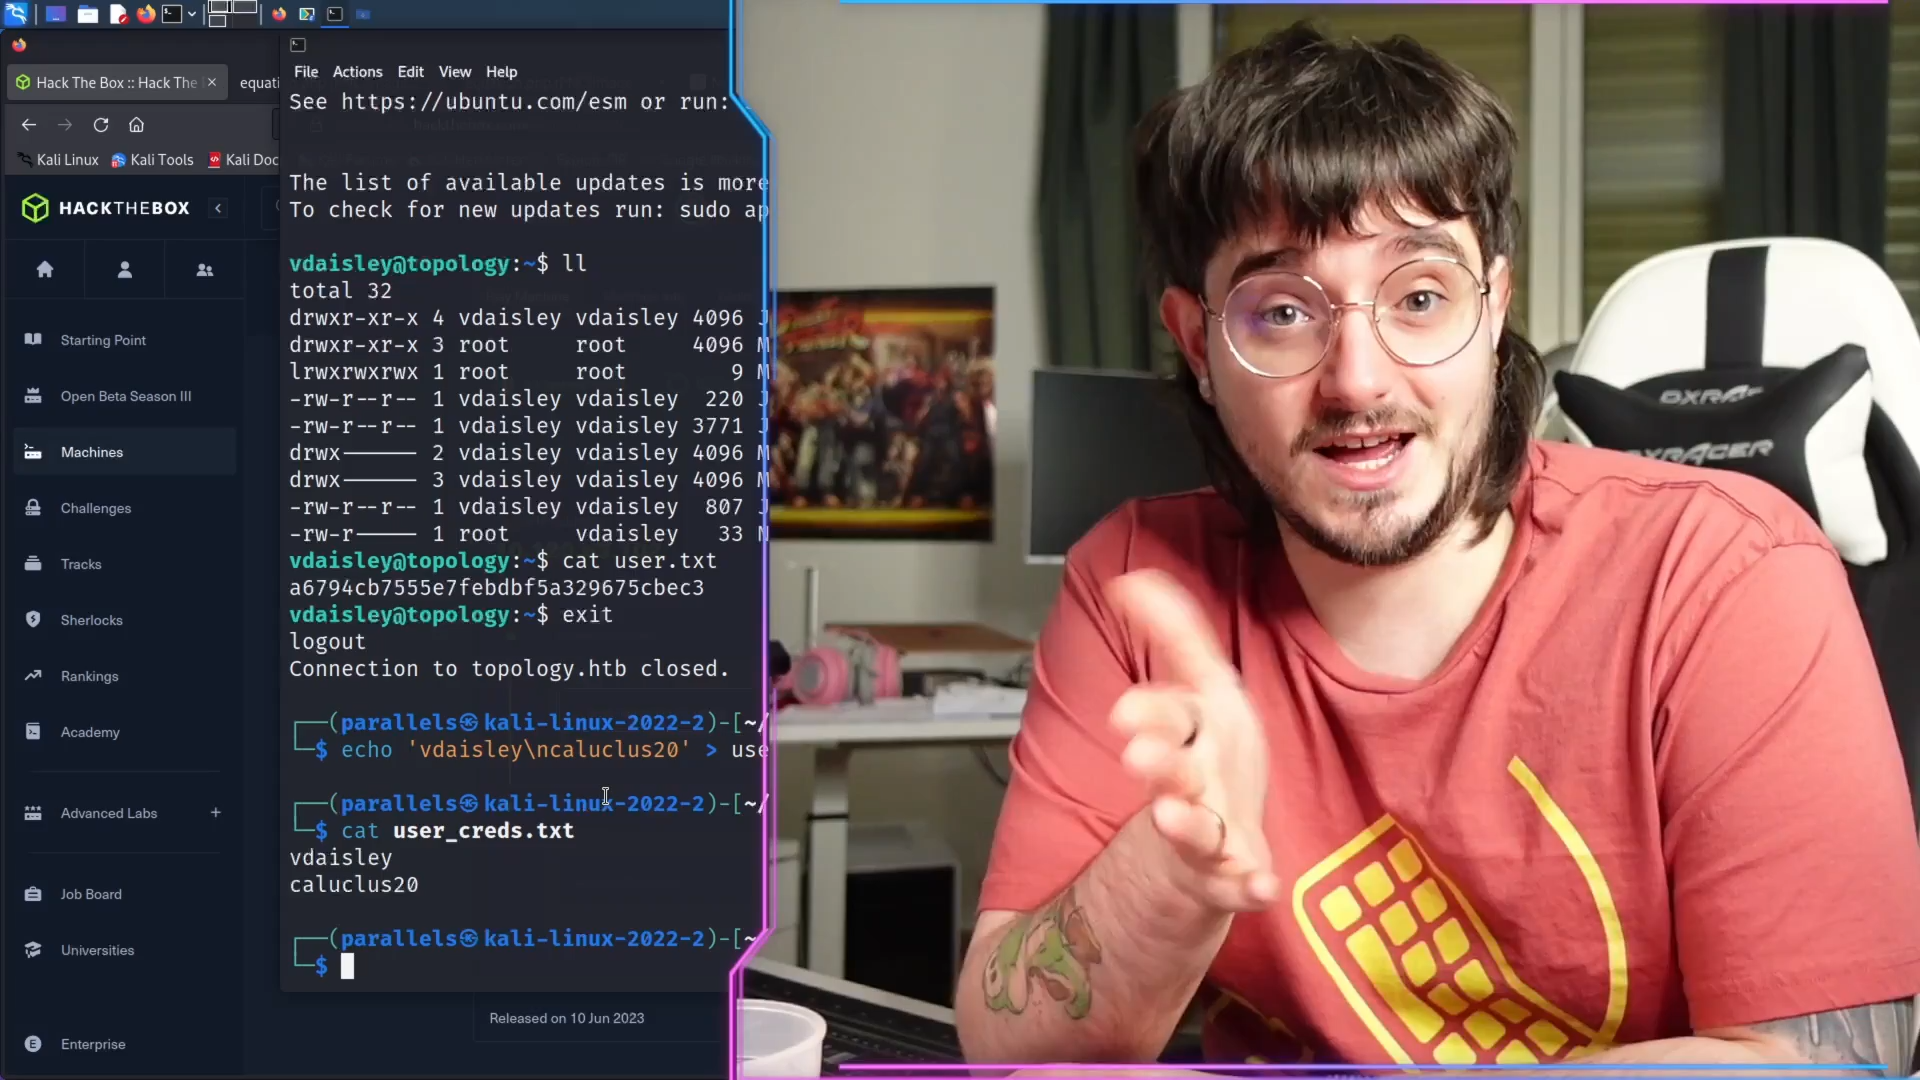 File Actions Edit View Help
Hack The Box :: Hack The
equati
Kali Linux Kali Tools Kali Doc
HACKTHEBOX
Starting Point
Open Beta Season III
Machines
Challenges
Tracks
Sherlocks
Rankings
Academy
Advanced Labs +
Job Board
Universities
E Enterprise
See https://ubuntu.com/esm or run:
The list of available updates is more
To check for new updates run: sudo ap
vdaisley@topology:~$ ll
total 32
drwxr-xr-x 4 vdaisley vdaisley 4096 J
drwxr-xr-x 3 root root 4096 M
lrwxrwxrwx 1 root root 9 M
-rw-r--r-- 1 vdaisley vdaisley 220 J
-rw-r--r-- 1 vdaisley vdaisley 3771 J
drwx------ 2 vdaisley vdaisley 4096 M
drwx------ 3 vdaisley vdaisley 4096 M
-rw-r--r-- 1 vdaisley vdaisley 807 J
-rw-r----- 1 root vdaisley 33 N
vdaisley@topology:~$ cat user.txt
a6794cb7555e7febdbf5a329675cbec3
vdaisley@topology:~$ exit
logout
Connection to topology.htb closed.
(parallels㉿kali-linux-2022-2)-[~/
$ echo 'vdaisley\ncaluclus20' > use
(parallels㉿kali-linux-2022-2)-[~/
$ cat user_creds.txt
vdaisley
caluclus20
(parallels㉿kali-linux-2022-2)-[~
$
Released on 10 Jun 2023
DXRACER